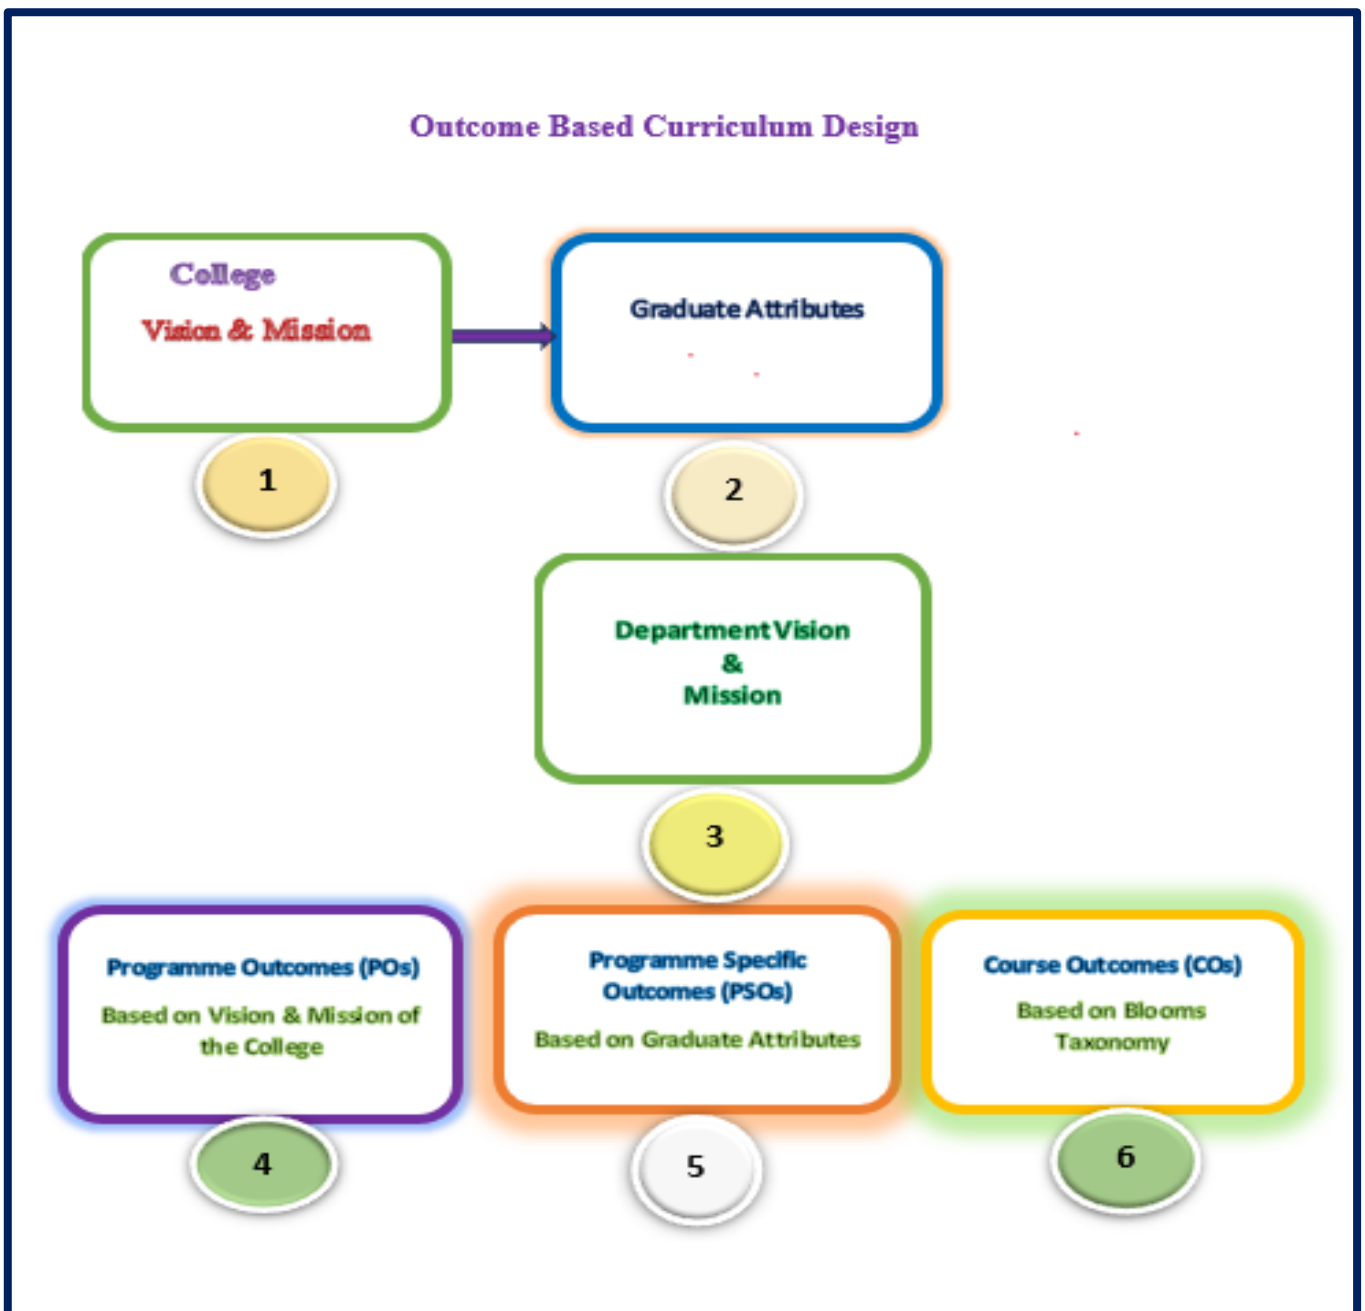 Outcome Based Curriculum Design
College
Vision & Mission
Graduate Attributes
1
2
Department Vision
&
Mission
3
Programme Outcomes (POs)
Based on Vision & Mission of
the College
Programme Specific
Outcomes (PSOs)
Based on Graduate Attributes
Course Outcomes (COs)
Based on Blooms
Taxonomy
4
5
6